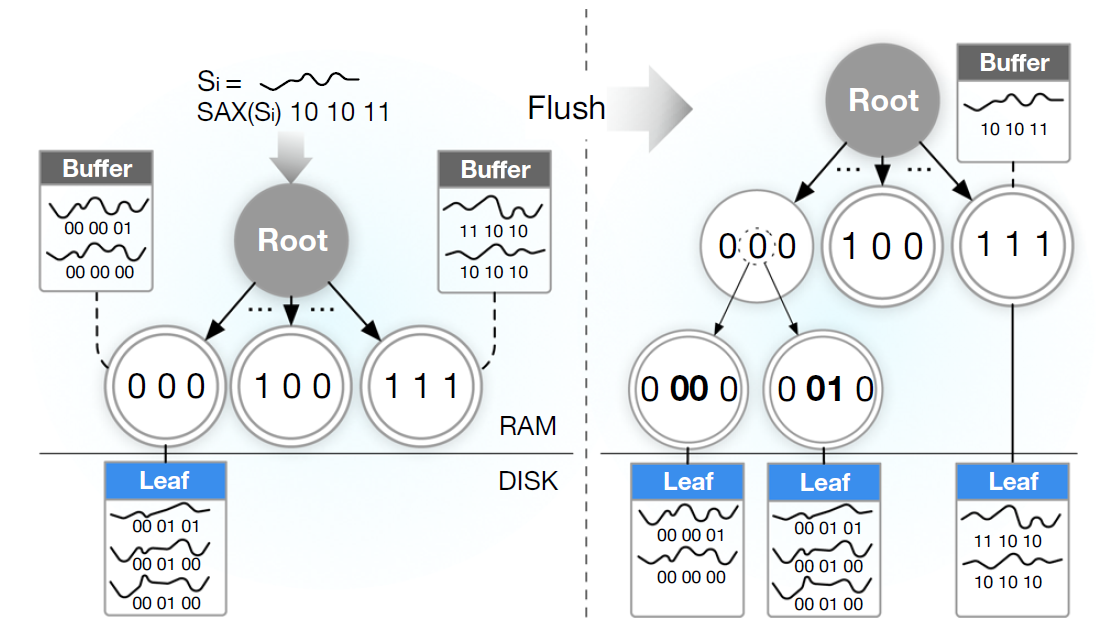 Si =
SAX(Si) 10 10 11
Buffer
00 00 01
00 00 00
Root
Buffer
11 10 10
10 10 10
... ...
0 0 0
1 0 0
1 1 1
RAM
DISK
Leaf
00 01 01
00 01 00
00 01 00
Flush
Root
Buffer
10 10 11
... ...
0 0 0
1 0 0
1 1 1
0 00 0
0 01 0
Leaf
00 00 01
00 00 00
Leaf
00 01 01
00 01 00
00 01 00
Leaf
11 10 10
10 10 10